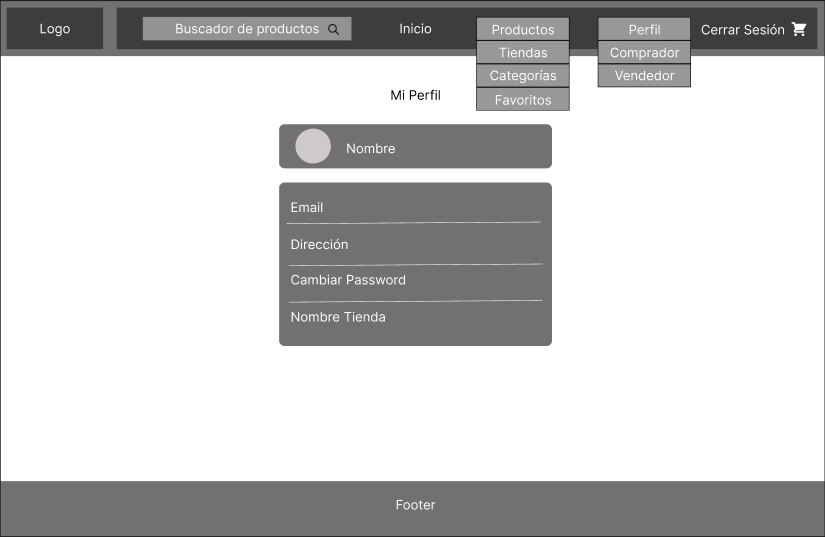 Logo
Buscador de productos
Inicio
Productos
Tiendas
Categorías
Favoritos
Perfil
Comprador
Vendedor
Cerrar Sesión
Mi Perfil
Nombre
Email
Dirección
Cambiar Password
Nombre Tienda
Footer